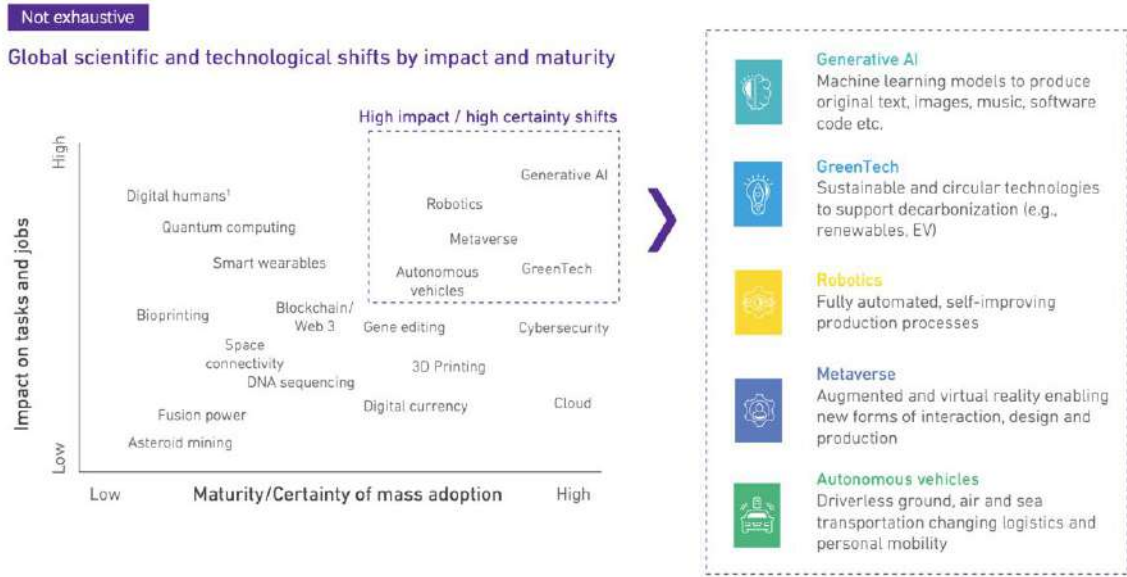 Not exhaustive
Global scientific and technological shifts by impact and maturity
High impact / high certainty shifts
High
Generative AI
Digital humans¹
Robotics
Quantum computing
Metaverse
Smart wearables
Autonomous
vehicles
GreenTech
Blockchain/
Web 3
Bioprinting
Gene editing
Cybersecurity
Space
connectivity
3D Printing
DNA sequencing
Digital currency
Cloud
Fusion power
Asteroid mining
Low
Impact on tasks and jobs
Low
Maturity/Certainty of mass adoption
High
Generative AI
Machine learning models to produce
original text, images, music, software
code etc.
GreenTech
Sustainable and circular technologies
to support decarbonization (e.g.,
renewables, EV)
Robotics
Fully automated, self-improving
production processes
Metaverse
Augmented and virtual reality enabling
new forms of interaction, design and
production
Autonomous vehicles
Driverless ground, air and sea
transportation changing logistics and
personal mobility